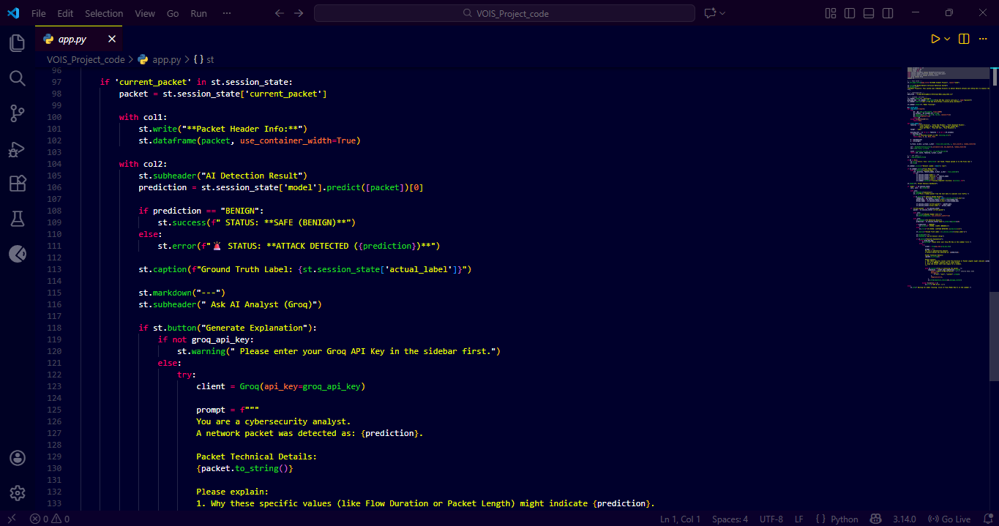 File Edit Selection View Go Run ··· VOIS_Project_code
app.py
VOIS_Project_code > app.py > {} st
96
97 if 'current_packet' in st.session_state:
98 packet = st.session_state['current_packet']
99
100 with col1:
101 st.write("**Packet Header Info:**")
102 st.dataframe(packet, use_container_width=True)
103
104 with col2:
105 st.subheader("AI Detection Result")
106 prediction = st.session_state['model'].predict([packet])[0]
107
108 if prediction == "BENIGN":
109 st.success(f" STATUS: **SAFE (BENIGN)**")
110 else:
111 st.error(f"🚨 STATUS: **ATTACK DETECTED ({prediction})**")
112
113 st.caption(f"Ground Truth Label: {st.session_state['actual_label']}")
114
115 st.markdown("---")
116 st.subheader(" Ask AI Analyst (Groq)")
117
118 if st.button("Generate Explanation"):
119 if not groq_api_key:
120 st.warning(" Please enter your Groq API Key in the sidebar first.")
121 else:
122 try:
123 client = Groq(api_key=groq_api_key)
124
125 prompt = f"""
126 You are a cybersecurity analyst.
127 A network packet was detected as: {prediction}.
128
129 Packet Technical Details:
130 {packet.to_string()}
131
132 Please explain:
133 1. Why these specific values (like Flow Duration or Packet Length) might indicate {prediction}.
0 0 Ln 1, Col 1 Spaces: 4 UTF-8 LF {} Python 3.14.0 Go Live